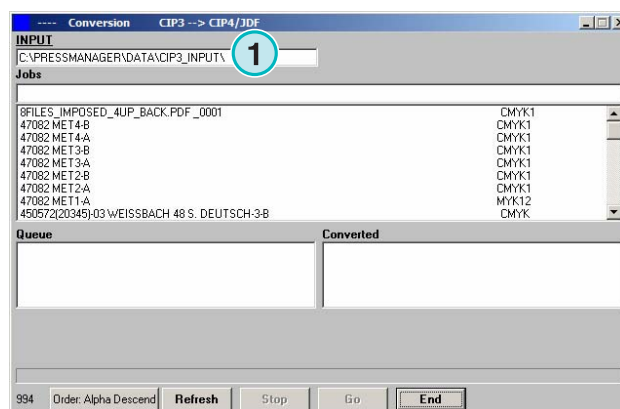 ---- Conversion CIP3 --> CIP4/JDF
INPUT
C:\PRESSMANAGER\DATA\CIP3_INPUT\
1
Jobs
8FILES_IMPOSED_4UP_BACK.PDF _0001 CMYK1
47082 MET4-B CMYK1
47082 MET4-A CMYK1
47082 MET3-B CMYK1
47082 MET3-A CMYK1
47082 MET2-B CMYK1
47082 MET2-A CMYK1
47082 MET1-A MYK12
450572(20345)-03 WEISSBACH 48 S. DEUTSCH-3-B CMYK
Queue Converted
994 Order: Alpha Descend Refresh Stop Go End